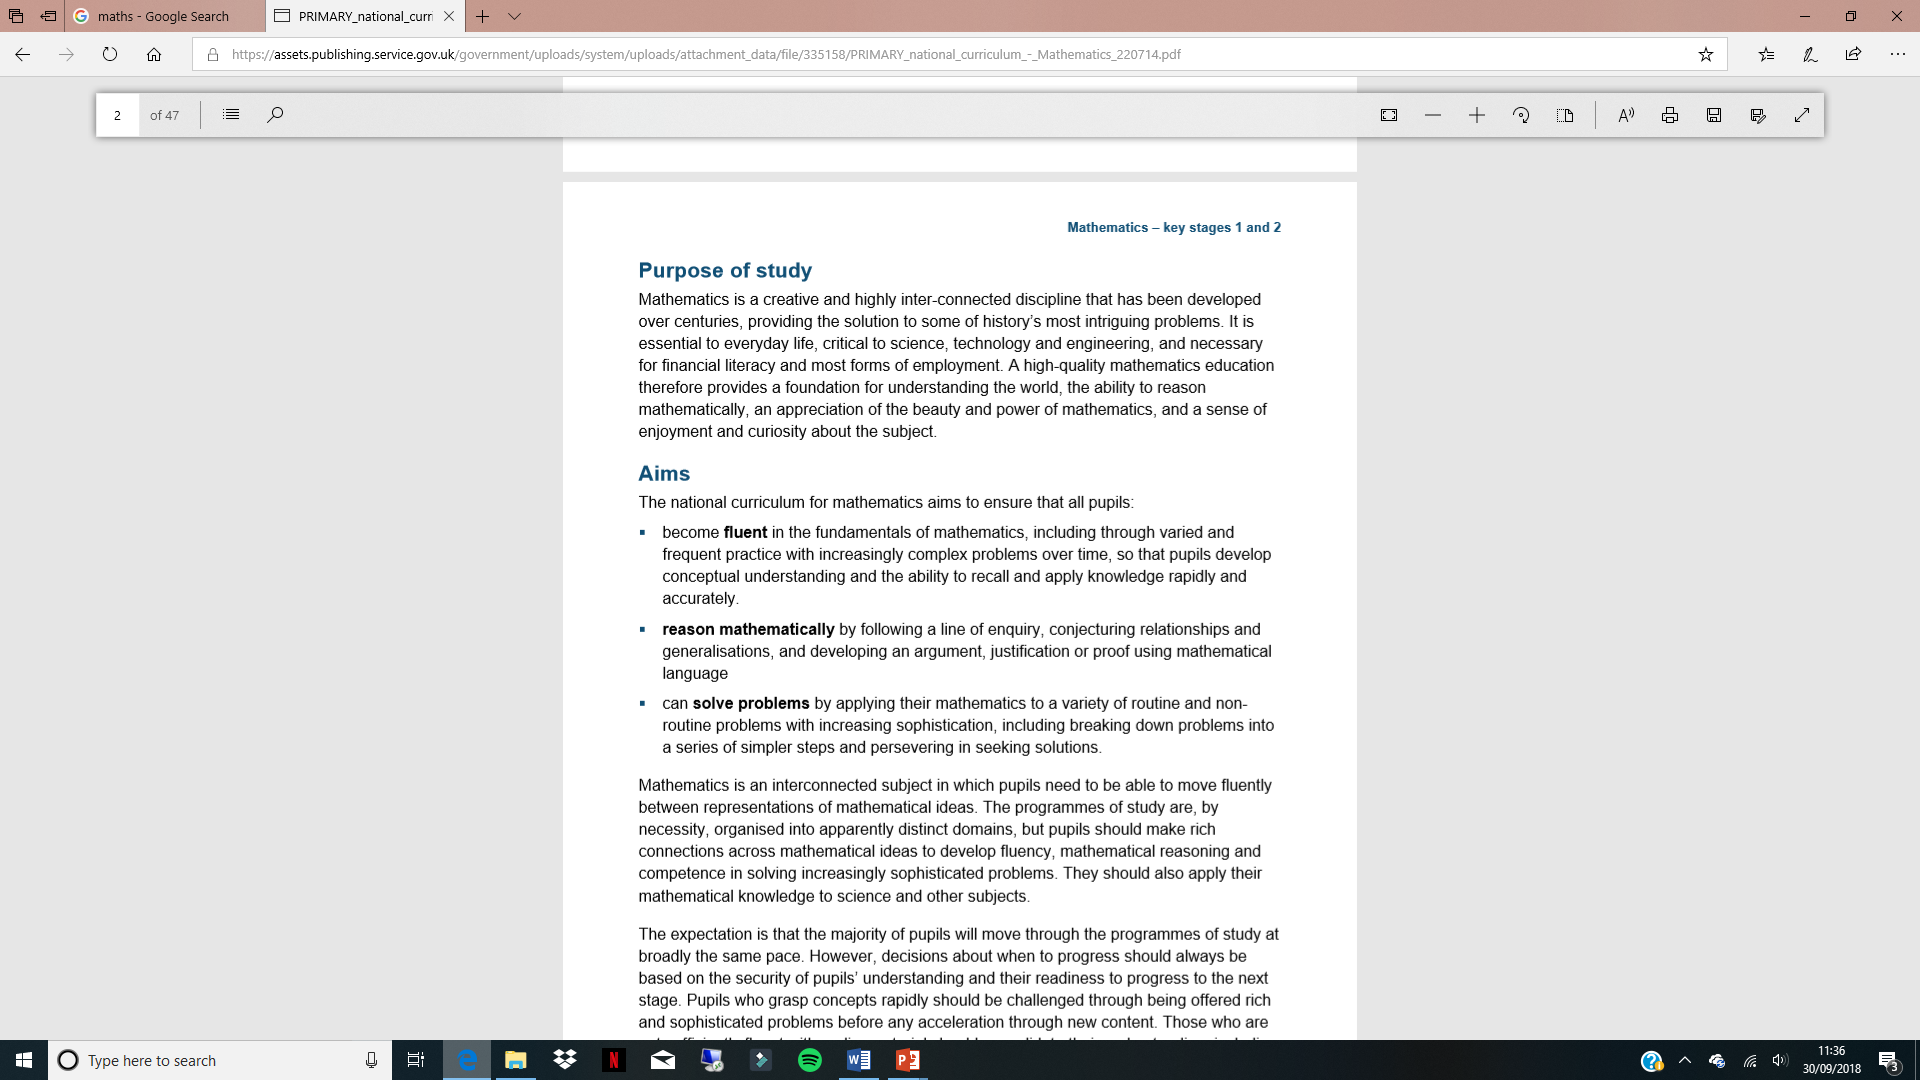 maths - Google Search
PRIMARY_national_curri
https://assets.publishing.service.gov.uk/government/uploads/system/uploads/attachment_data/file/335158/PRIMARY_national_curriculum_-_Mathematics_220714.pdf
2 of 47
Mathematics – key stages 1 and 2
Purpose of study
Mathematics is a creative and highly inter-connected discipline that has been developed
over centuries, providing the solution to some of history’s most intriguing problems. It is
essential to everyday life, critical to science, technology and engineering, and necessary
for financial literacy and most forms of employment. A high-quality mathematics education
therefore provides a foundation for understanding the world, the ability to reason
mathematically, an appreciation of the beauty and power of mathematics, and a sense of
enjoyment and curiosity about the subject.
Aims
The national curriculum for mathematics aims to ensure that all pupils:
▪ become fluent in the fundamentals of mathematics, including through varied and
frequent practice with increasingly complex problems over time, so that pupils develop
conceptual understanding and the ability to recall and apply knowledge rapidly and
accurately.
▪ reason mathematically by following a line of enquiry, conjecturing relationships and
generalisations, and developing an argument, justification or proof using mathematical
language
▪ can solve problems by applying their mathematics to a variety of routine and non-
routine problems with increasing sophistication, including breaking down problems into
a series of simpler steps and persevering in seeking solutions.
Mathematics is an interconnected subject in which pupils need to be able to move fluently
between representations of mathematical ideas. The programmes of study are, by
necessity, organised into apparently distinct domains, but pupils should make rich
connections across mathematical ideas to develop fluency, mathematical reasoning and
competence in solving increasingly sophisticated problems. They should also apply their
mathematical knowledge to science and other subjects.
The expectation is that the majority of pupils will move through the programmes of study at
broadly the same pace. However, decisions about when to progress should always be
based on the security of pupils’ understanding and their readiness to progress to the next
stage. Pupils who grasp concepts rapidly should be challenged through being offered rich
and sophisticated problems before any acceleration through new content. Those who are
Type here to search
11:36
30/09/2018
3